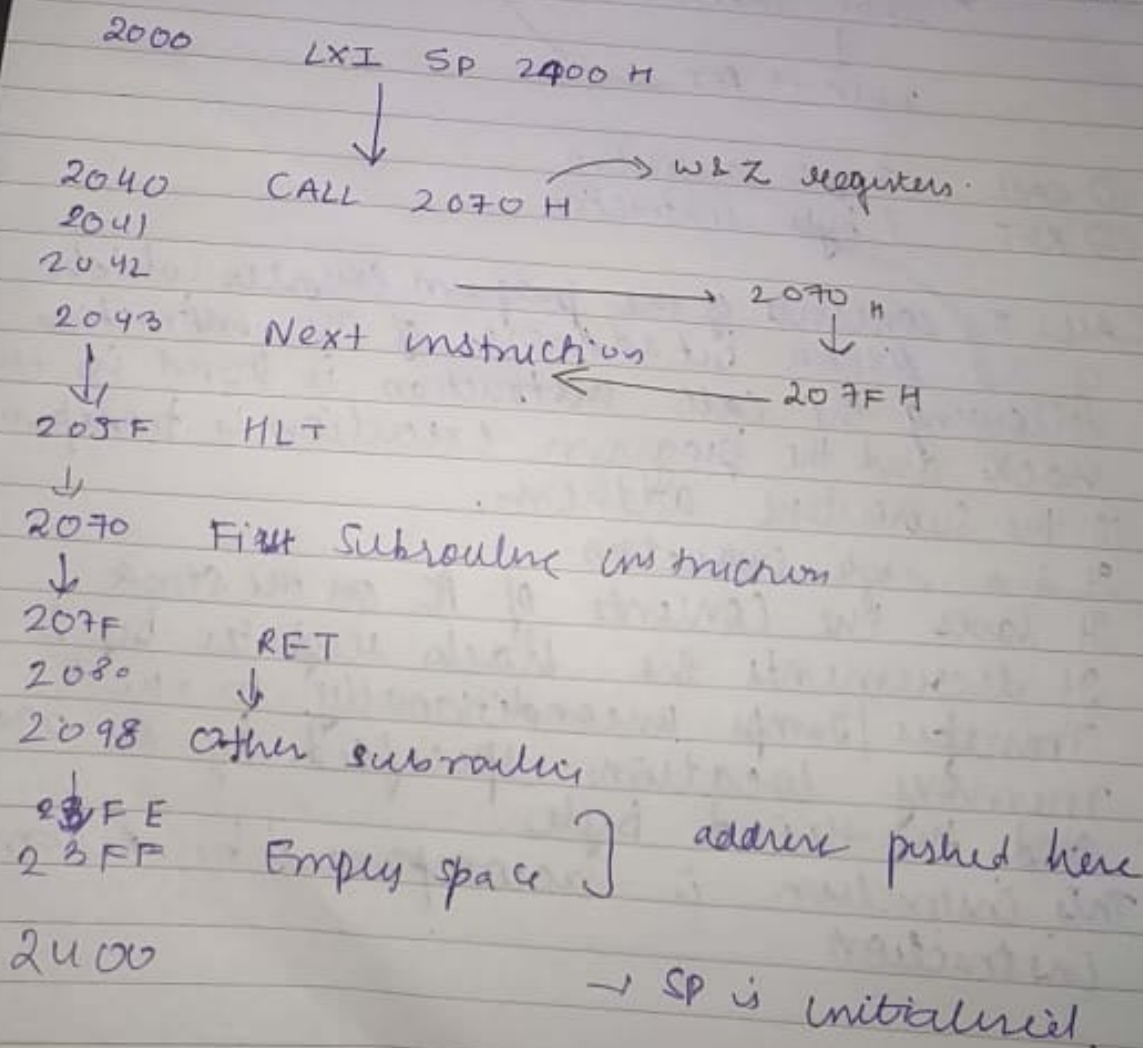 2000 LXI SP 2400 H
2040 CALL 2070 H → W & Z registers.
2041
2042 → 2070 H
2043 Next instruction ← 207F H
205F HLT
2070 First Subroutine instruction
207F RET
2080
2098 Other subroutine
23FE
23FF Empty space } address pushed here
2400
→ SP is initialized.